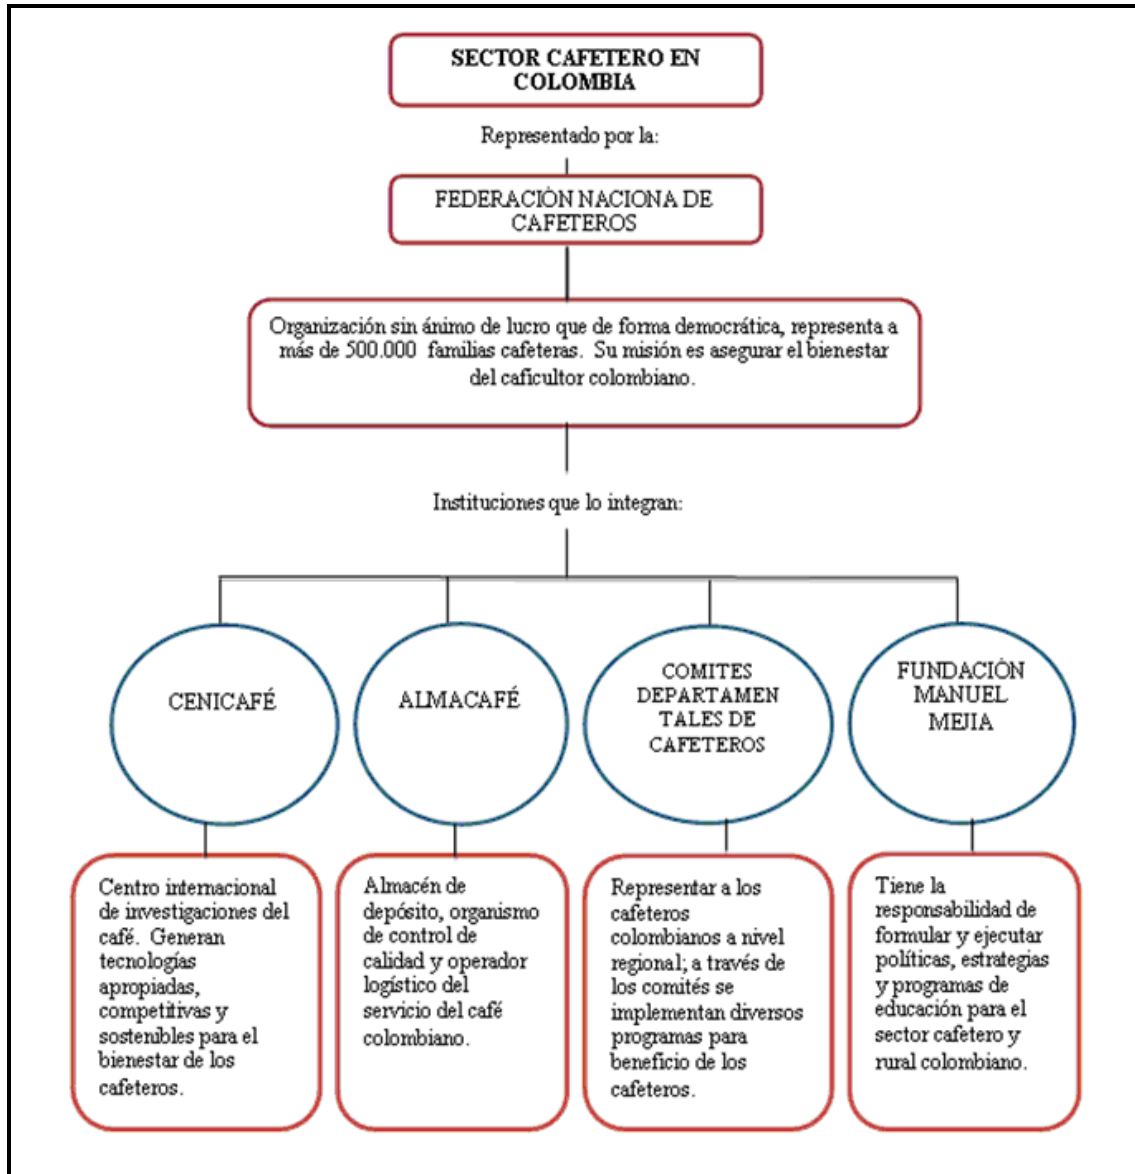 SECTOR CAFETERO EN
COLOMBIA
Representado por la:
FEDERACIÓN NACIONA DE
CAFETEROS
Organización sin ánimo de lucro que de forma democrática, representa a
más de 500.000 familias cafeteras. Su misión es asegurar el bienestar
del caficultor colombiano.
Instituciones que lo integran:
CENICAFÉ
ALMACAFÉ
COMITES
DEPARTAMEN
TALES DE
CAFETEROS
FUNDACIÓN
MANUEL
MEJIA
Centro internacional
de investigaciones del
café. Generan
tecnologías
apropiadas,
competitivas y
sostenibles para el
bienestar de los
cafeteros.
Almacén de
depósito, organismo
de control de
calidad y operador
logístico del
servicio del café
colombiano.
Representar a los
cafeteros
colombianos a nivel
regional; a través de
los comités se
implementan diversos
programas para
beneficio de los
cafeteros.
Tiene la
responsabilidad de
formular y ejecutar
políticas, estrategias
y programas de
educación para el
sector cafetero y
rural colombiano.